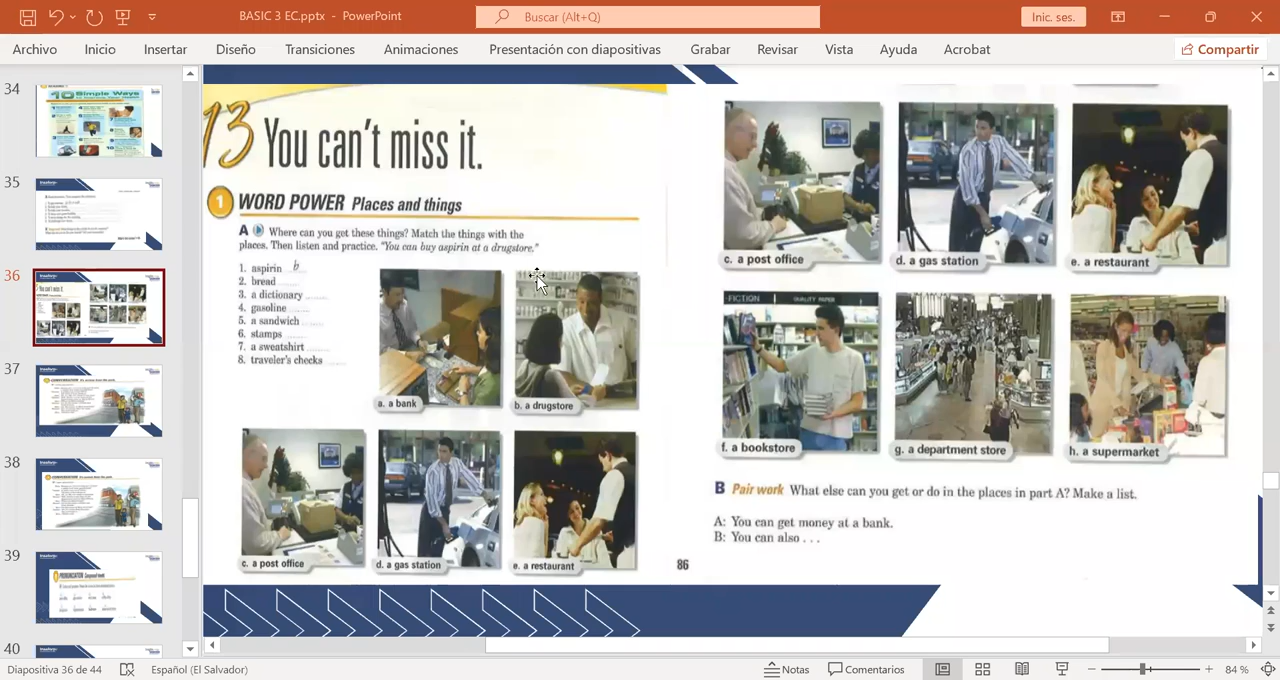 BASIC 3 EC.pptx - PowerPoint
Buscar (Alt+Q)
Inic. ses.
Archivo Inicio Insertar Diseño Transiciones Animaciones Presentación con diapositivas Grabar Revisar Vista Ayuda Acrobat
Compartir
34
10 Simple Ways
35
36
37
38
39
40
13 You can't miss it.
1 WORD POWER Places and things
A Where can you get these things? Match the things with the
places. Then listen and practice. "You can buy aspirin at a drugstore."
1. aspirin b
2. bread
3. a dictionary
4. gasoline
5. a sandwich
6. stamps
7. a sweatshirt
8. traveler's checks
a. a bank
b. a drugstore
c. a post office
d. a gas station
e. a restaurant
c. a post office
d. a gas station
e. a restaurant
FICTION
QUALITY PAPER
f. a bookstore
g. a department store
h. a supermarket
B Pair work What else can you get or do in the places in part A? Make a list.
A: You can get money at a bank.
B: You can also . . .
86
Diapositiva 36 de 44
Español (El Salvador)
Notas
Comentarios
84 %